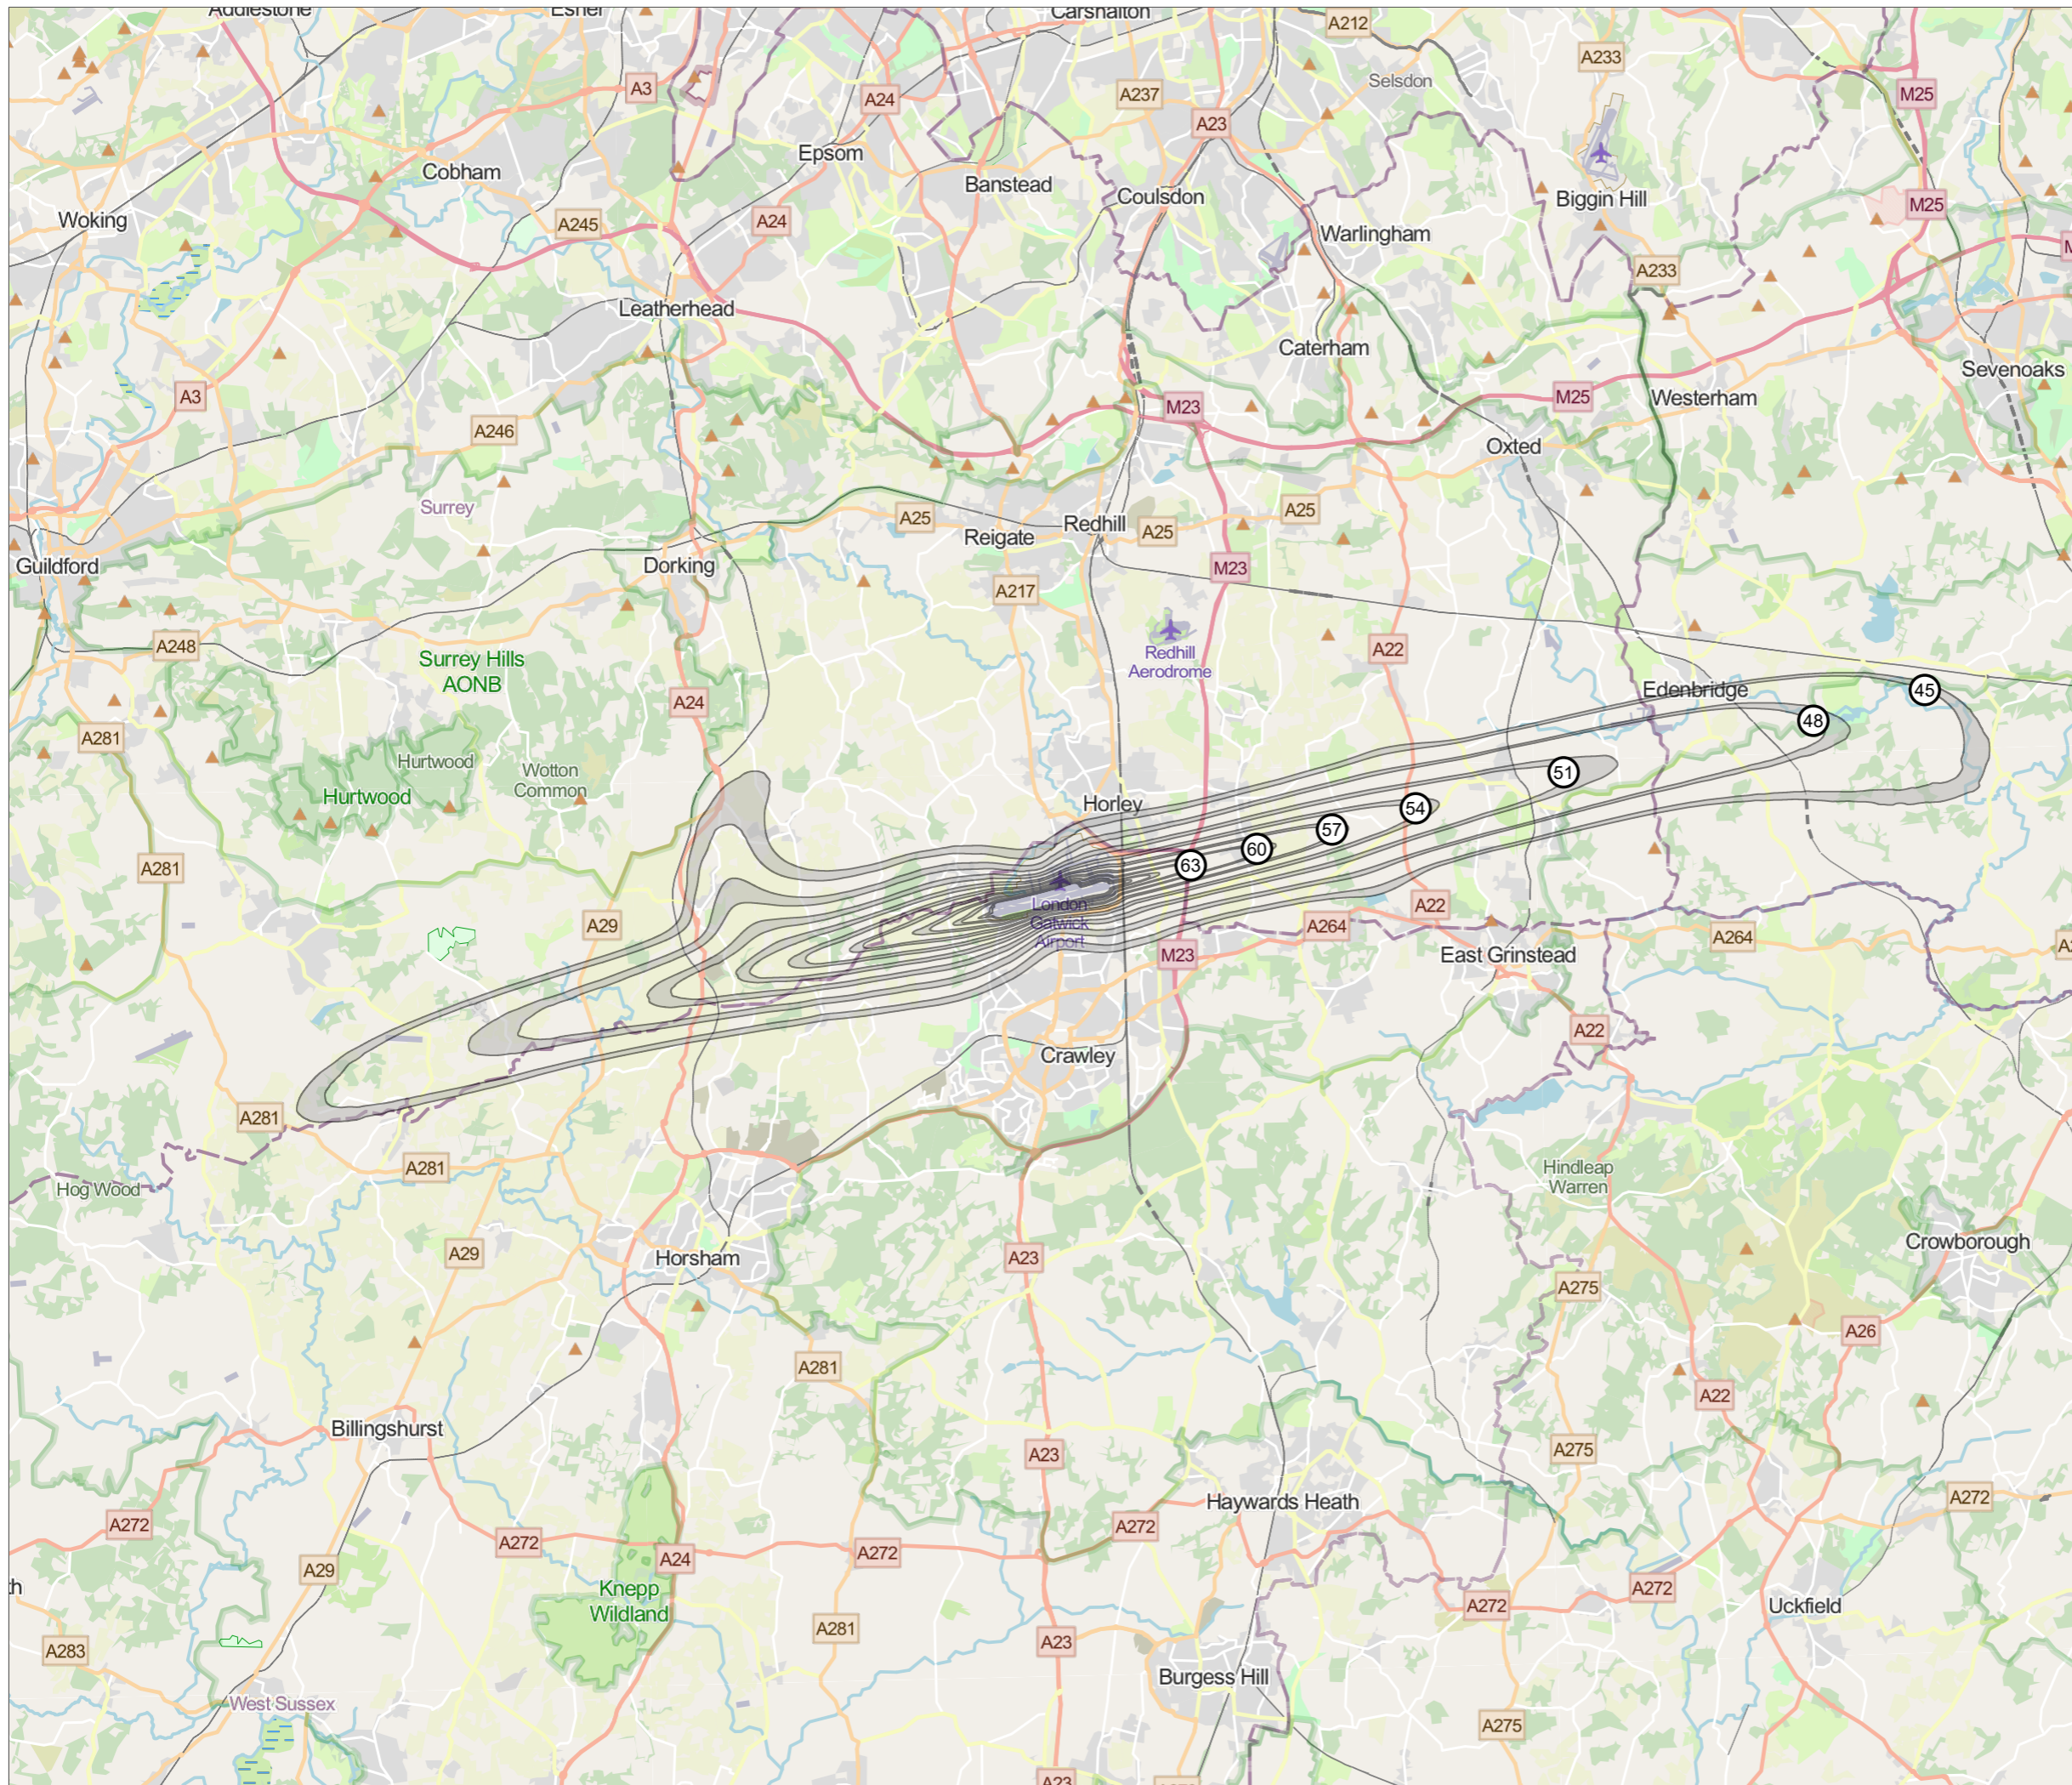 Addlestone
Esher
Carshalton
A212
A233
Selsdon
A3
A24
A237
M25
A23
Epsom
Cobham
Banstead
Coulsdon
Biggin Hill
M25
Woking
A245
A24
Warlingham
A233
Leatherhead
Caterham
Sevenoaks
A3
M23
M25
Westerham
A246
Oxted
Surrey
A25
A25
Redhill
A25
Reigate
Guildford
Dorking
M23
A217
A248
A22
Redhill
Aerodrome
Surrey Hills
AONB
Edenbridge
45
A24
48
A281
Hurtwood
Wotton
Common
51
Hurtwood
Horley
54
57
60
63
A281
London
Gatwick
Airport
A22
A29
A264
A264
M23
East Grinstead
A22
Crawley
A281
A281
Hindleap
Warren
Hog Wood
A29
Horsham
A23
Crowborough
A275
A26
A281
A22
Billingshurst
A23
A275
A272
Haywards Heath
A272
A272
A272
A272
A24
A29
Knepp
Wildland
A272
A272
Uckfield
A281
A283
A23
Burgess Hill
West Sussex
A275
A23